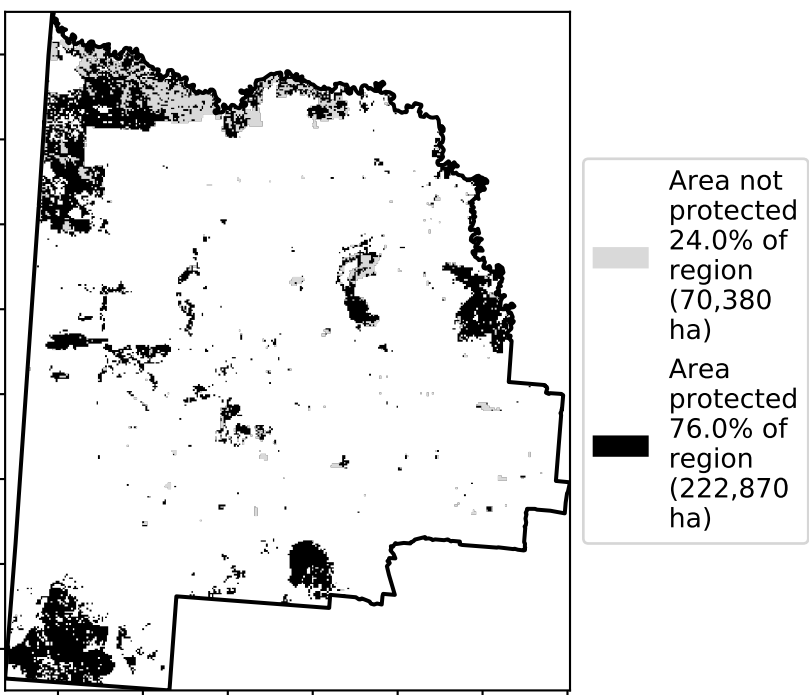 Area not
protected
24.0% of
region
(70,380
ha)
Area
protected
76.0% of
region
(222,870
ha)